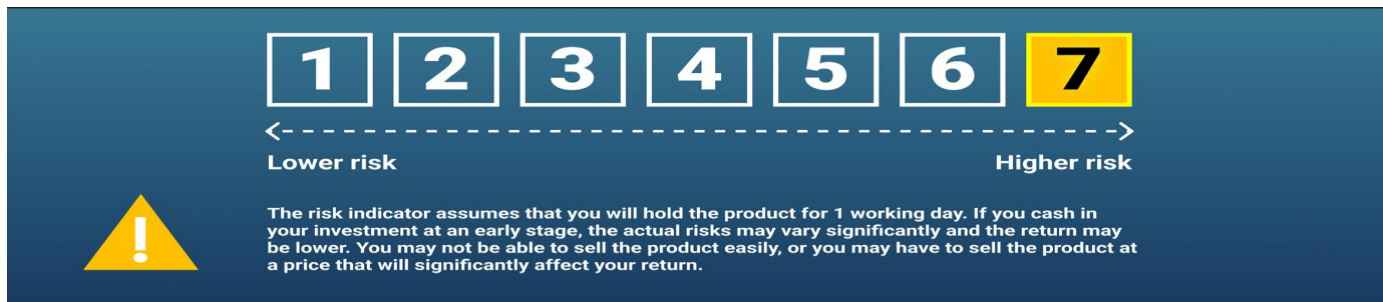 1 2 3 4 5 6 7
Lower risk Higher risk
!
The risk indicator assumes that you will hold the product for 1 working day. If you cash in
your investment at an early stage, the actual risks may vary significantly and the return may
be lower. You may not be able to sell the product easily, or you may have to sell the product at
a price that will significantly affect your return.